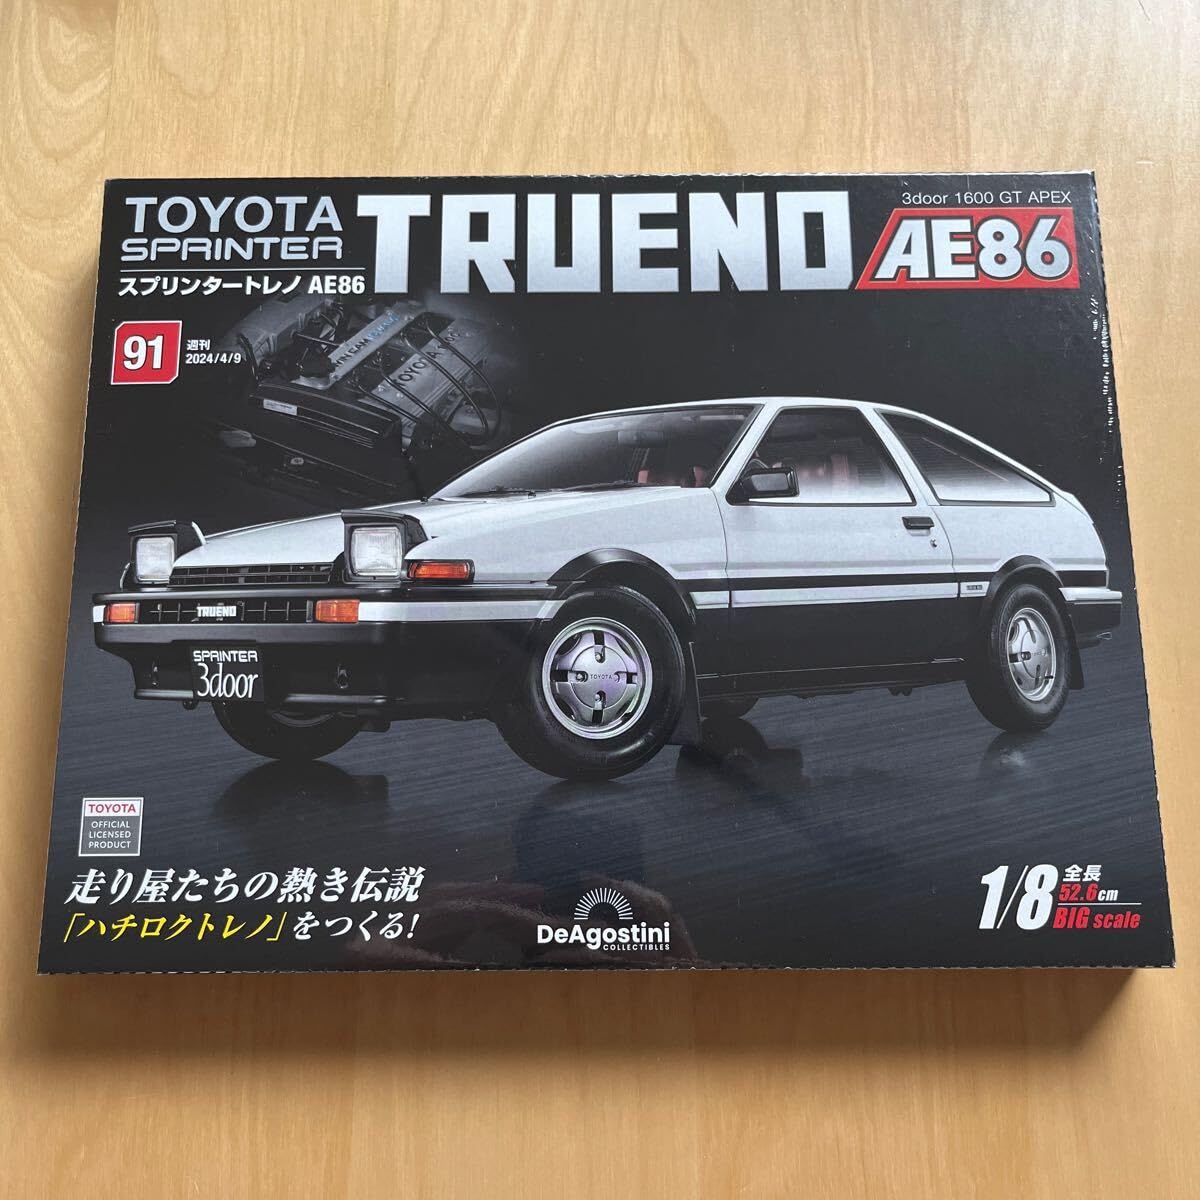 TOYOTA
SPRINTER
TRUENO
3door 1600 GT APEX
AE86
スプリンタートレノ AE86
91
週刊
2024/4/9
TOYOTA
TRUENO
SPRINTER
3door
TOYOTA
TOYOTA
OFFICIAL
LICENSED
PRODUCT
走り屋たちの熱き伝説
「ハチロクトレノ」をつくる!
DeAgostini
COLLECTIBLES
1/8
全長
52.6cm
BIG scale